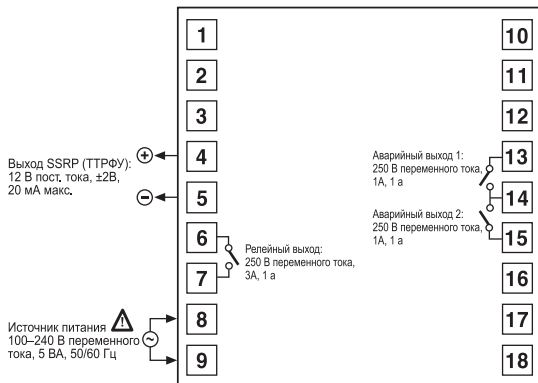 1
2
3
4
5
6
7
8
9
10
11
12
13
14
15
16
17
18
Выход SSRP (ТТРФУ):
12 В пост. тока, ±2В,
20 мА макс.
+
−
Релейный выход:
250 В переменного тока,
3А, 1 а
Источник питания
100–240 В переменного
тока, 5 ВА, 50/60 Гц
Аварийный выход 1:
250 В переменного тока,
1А, 1 а
Аварийный выход 2:
250 В переменного тока,
1А, 1 а